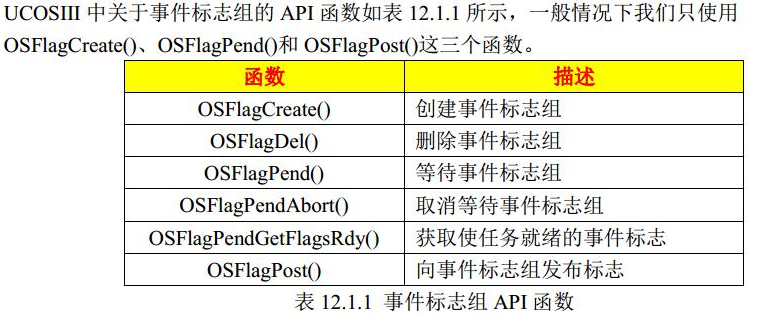 UCOSIII 中关于事件标志组的 API 函数如表 12.1.1 所示，一般情况下我们只使用
OSFlagCreate()、OSFlagPend()和 OSFlagPost()这三个函数。
函数 描述
OSFlagCreate() 创建事件标志组
OSFlagDel() 删除事件标志组
OSFlagPend() 等待事件标志组
OSFlagPendAbort() 取消等待事件标志组
OSFlagPendGetFlagsRdy() 获取使任务就绪的事件标志
OSFlagPost() 向事件标志组发布标志
表 12.1.1 事件标志组 API 函数